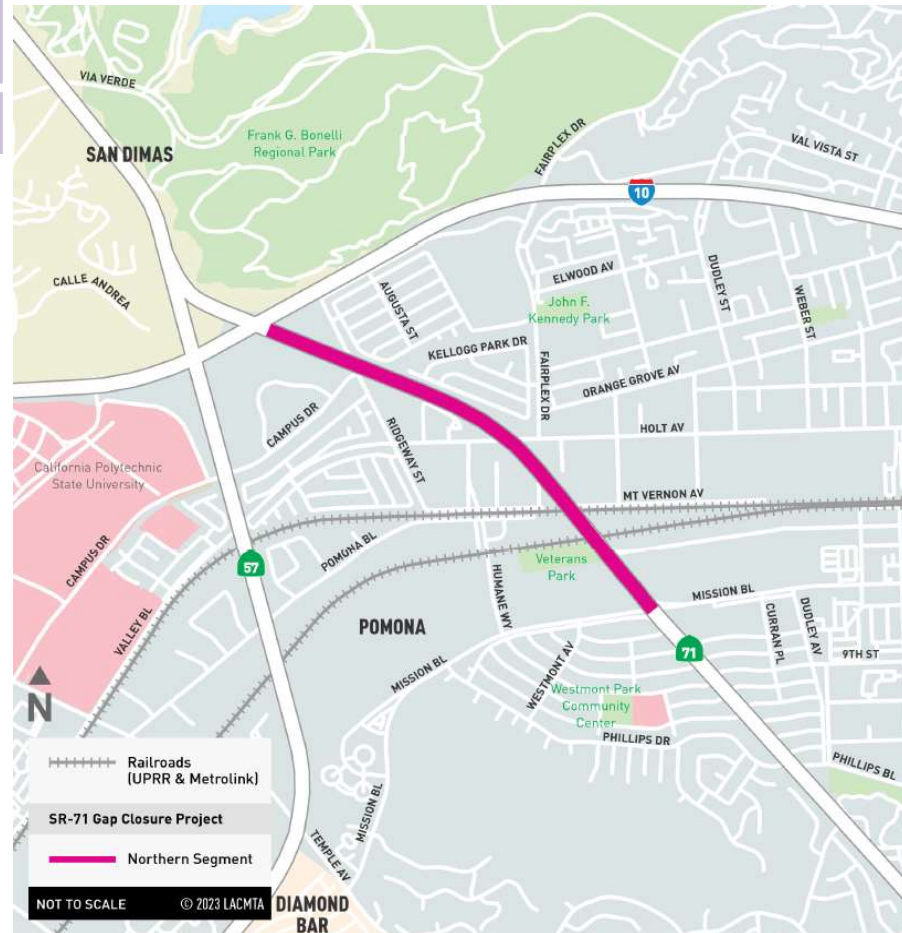 VIA VERDE
SAN DIMAS
Frank G. Bonelli
Regional Park
FAIRPLEX DR
VAL VISTA ST
10
CALLE ANDREA
ELWOOD AV
DUDLEY ST
WEBER ST
AUGUSTA ST
John F.
Kennedy Park
KELLOGG PARK DR
FAIRPLEX DR
ORANGE GROVE AV
CAMPUS DR
RIDGEWAY ST
HOLT AV
California Polytechnic
State University
MT VERNON AV
CAMPUS DR
57
POMONA BL
Veterans
Park
VALLEY BL
HUMANE WY
MISSION BL
POMONA
CURRAN PL
DUDLEY AV
9TH ST
71
MISSION BL
WESTMONT AV
Westmont Park
Community
Center
PHILLIPS DR
PHILLIPS BL
N
MISSION BL
TEMPLE AV
DIAMOND
BAR
Railroads
(UPRR & Metrolink)
SR-71 Gap Closure Project
Northern Segment
NOT TO SCALE
© 2023 LACMTA